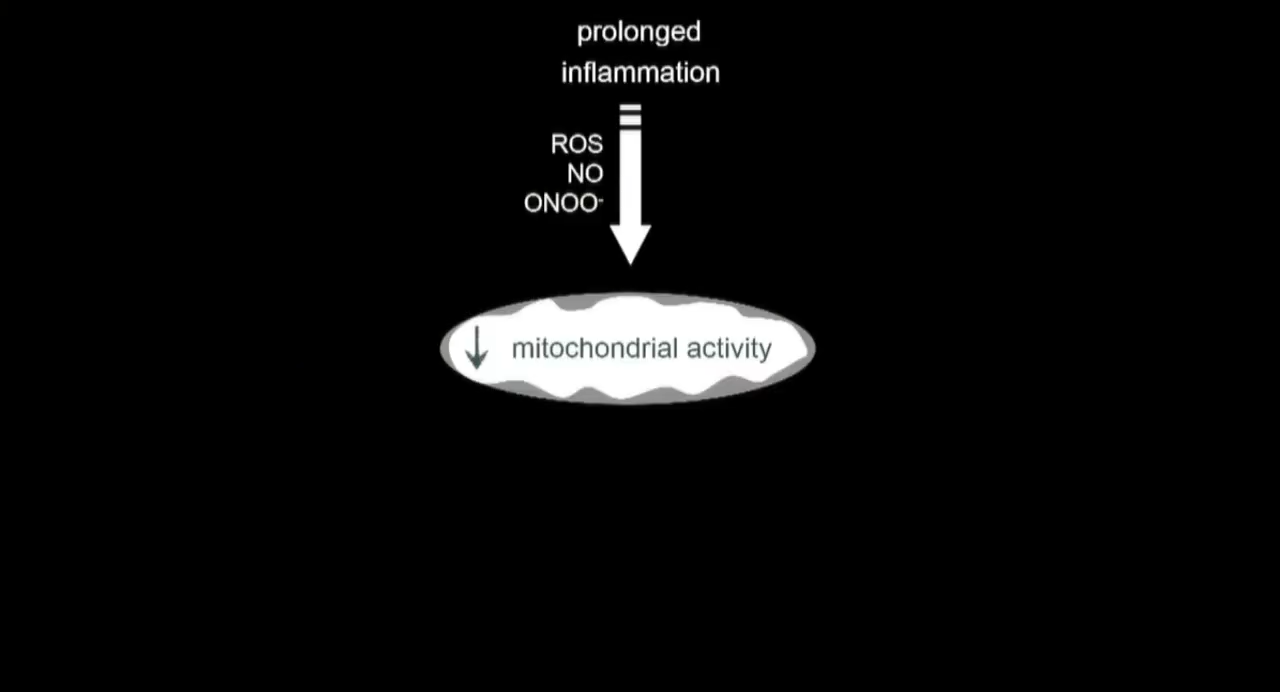 prolonged
inflammation
ROS
NO
ONOO⁻
↓ mitochondrial activity